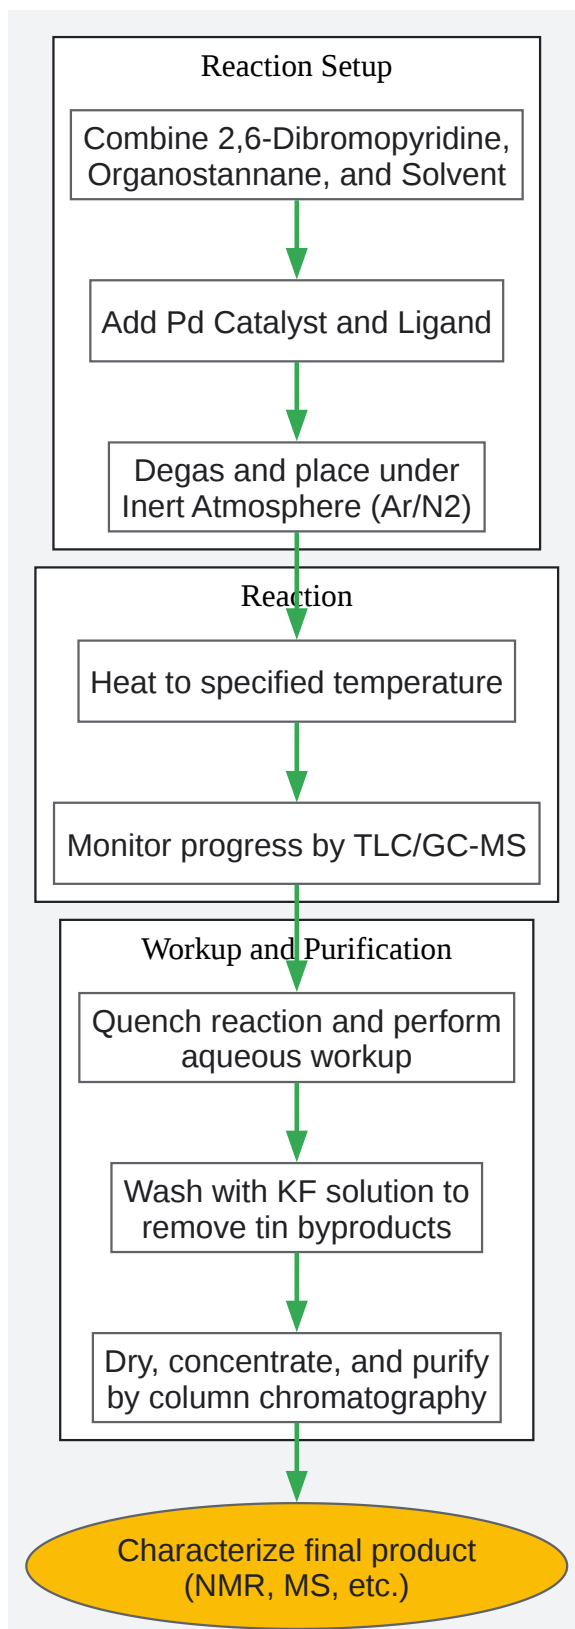 Reaction Setup
Combine 2,6-Dibromopyridine,
Organostannane, and Solvent
Add Pd Catalyst and Ligand
Degas and place under
Inert Atmosphere (Ar/N2)
Reaction
Heat to specified temperature
Monitor progress by TLC/GC-MS
Workup and Purification
Quench reaction and perform
aqueous workup
Wash with KF solution to
remove tin byproducts
Dry, concentrate, and purify
by column chromatography
Characterize final product
(NMR, MS, etc.)